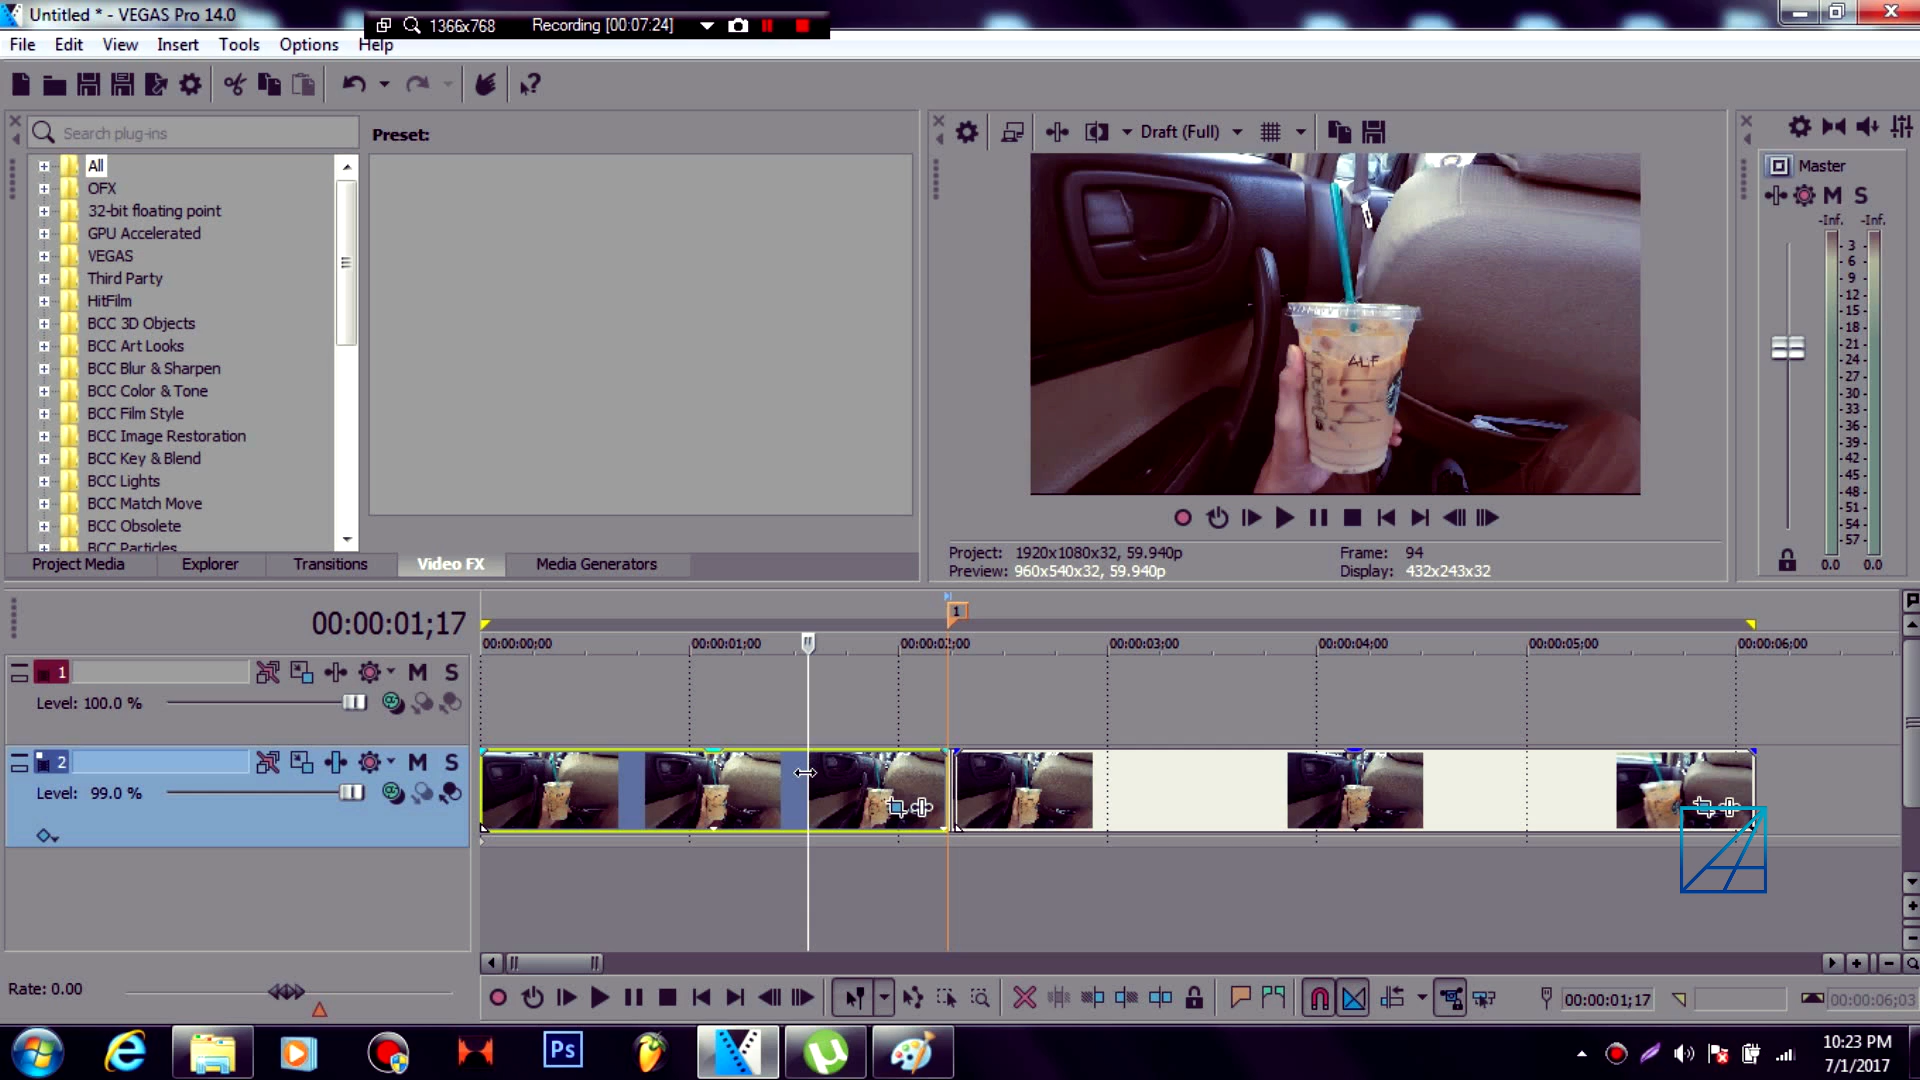 Untitled * - VEGAS Pro 14.0
1366x768
Recording [00:07:24]
File Edit View Insert Tools Options Help
Search plug-ins
Preset:
All
OFX
32-bit floating point
GPU Accelerated
VEGAS
Third Party
HitFilm
BCC 3D Objects
BCC Art Looks
BCC Blur & Sharpen
BCC Color & Tone
BCC Film Style
BCC Image Restoration
BCC Key & Blend
BCC Lights
BCC Match Move
BCC Obsolete
BCC Particles
Project Media Explorer Transitions Video FX Media Generators
Draft (Full)
ALF
Project: 1920x1080x32, 59.940p
Preview: 960x540x32, 59.940p
Frame: 94
Display: 432x243x32
Master
M S
-Inf. -Inf.
3
6
9
12
15
18
21
24
27
30
33
36
39
42
45
48
51
54
57
0.0 0.0
00:00:01;17
1
00:00:00;00 00:00:01;00 00:00:02;00 00:00:03;00 00:00:04;00 00:00:05;00 00:00:06;00
1 M S
Level: 100.0 %
2 M S
Level: 99.0 %
Rate: 0.00
00:00:01;17
00:00:06;03
Ps
10:23 PM
7/1/2017